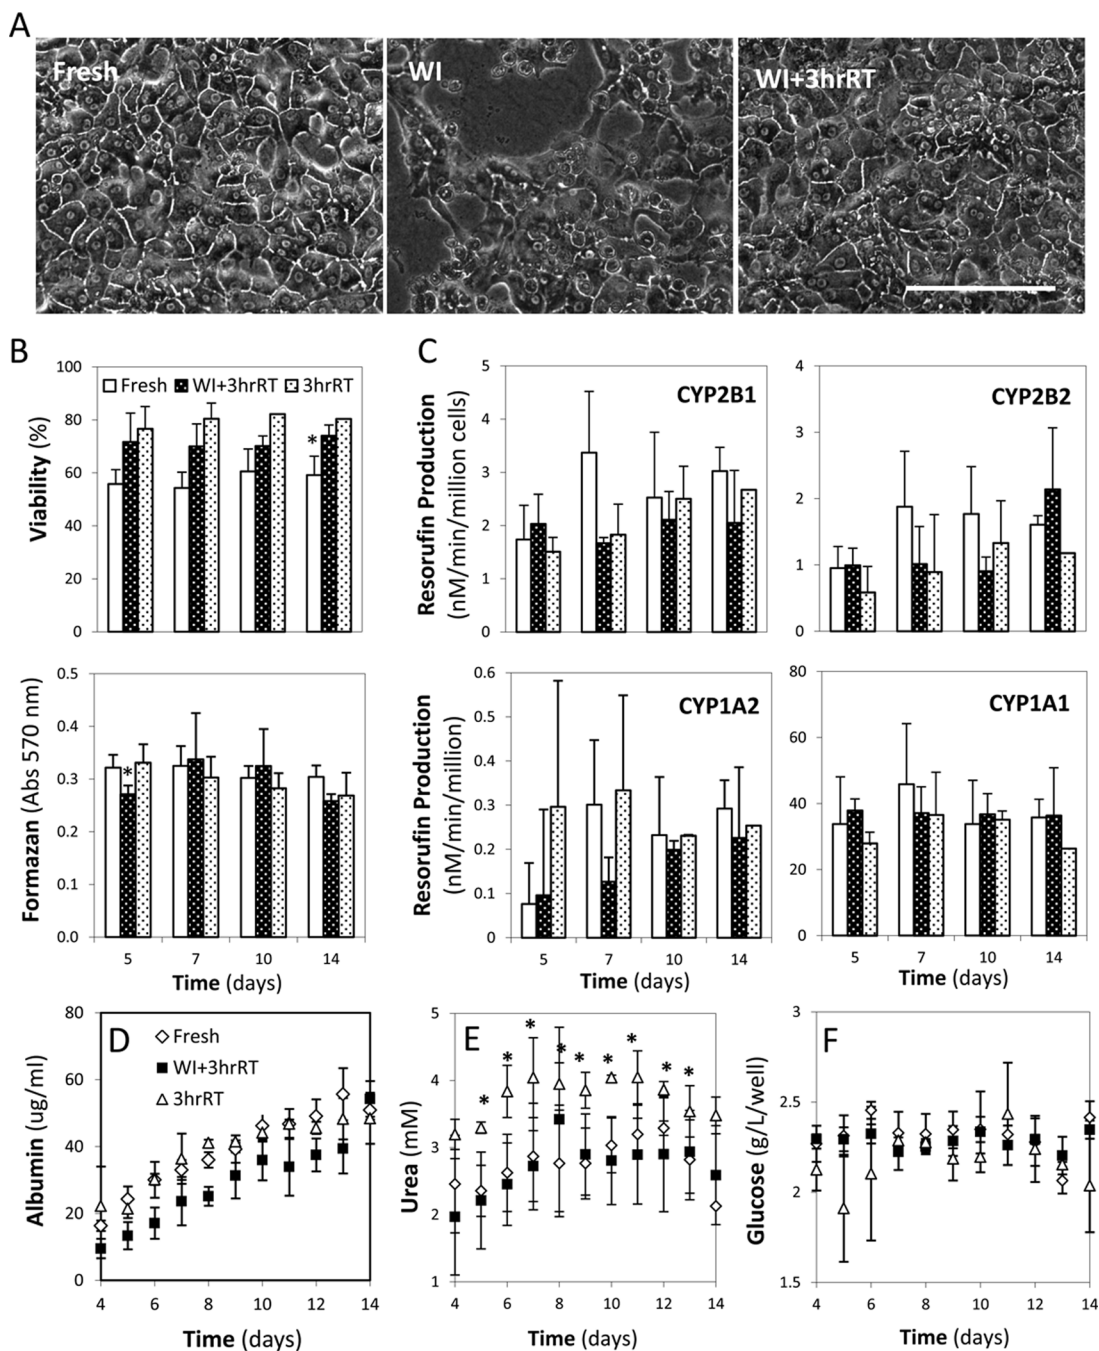 A
Fresh
WI
WI+3hrRT
B
Fresh WI+3hrRT 3hrRT
Viability (%)
100
80
60
40
20
0
*
Formazan (Abs 570 nm)
0.5
0.4
0.3
0.2
0.1
0.0
*
5 7 10 14
Time (days)
C
CYP2B1
Resorufin Production
(nM/min/million cells)
5
4
3
2
1
0
CYP2B2
4
3
2
1
0
CYP1A2
Resorufin Production
(nM/min/million)
0.6
0.5
0.4
0.3
0.2
0.1
0
5 7 10 14
Time (days)
CYP1A1
80
60
40
20
0
5 7 10 14
Time (days)
D
Fresh
WI+3hrRT
3hrRT
Albumin (ug/ml)
80
60
40
20
0
4 6 8 10 12 14
Time (days)
E
* * * * * * * * *
Urea (mM)
5
4
3
2
1
4 6 8 10 12 14
Time (days)
F
Glucose (g/L/well)
3
2.5
2
1.5
4 6 8 10 12 14
Time (days)